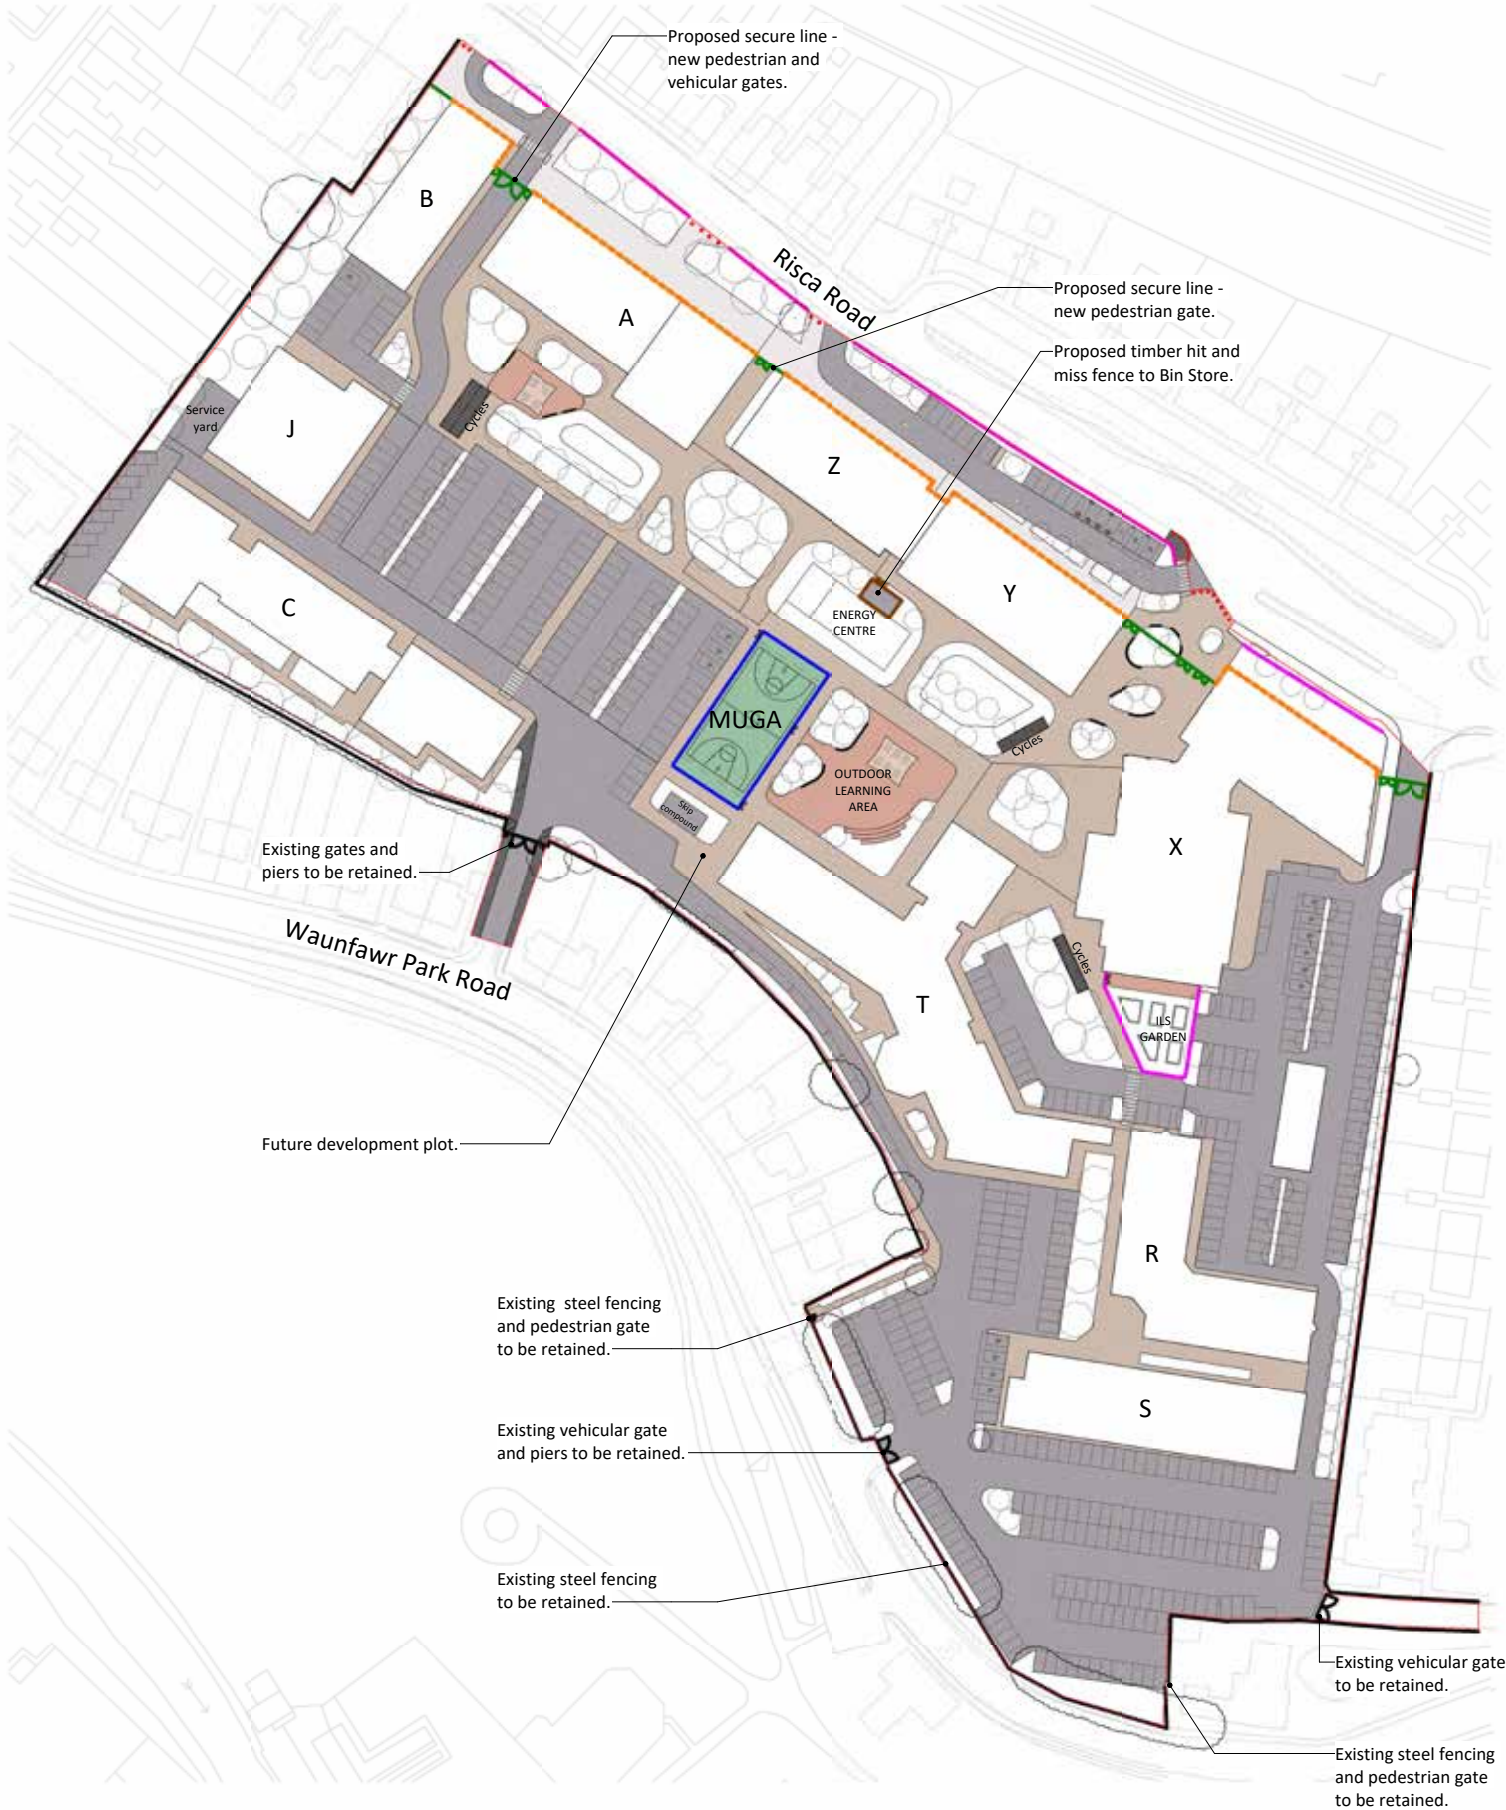 Proposed secure line -
new pedestrian and
vehicular gates.
B
Risca Road
Proposed secure line -
new pedestrian gate.
A
Proposed timber hit and
miss fence to Bin Store.
Service
yard
Cycles
J
Z
Y
C
ENERGY
CENTRE
MUGA
Cycles
OUTDOOR
LEARNING
AREA
Skip
compound
X
Existing gates and
piers to be retained.
Waunfawr Park Road
Cycles
T
ILS
GARDEN
Future development plot.
R
Existing steel fencing
and pedestrian gate
to be retained.
S
Existing vehicular gate
and piers to be retained.
Existing steel fencing
to be retained.
Existing vehicular gate
to be retained.
Existing steel fencing
and pedestrian gate
to be retained.